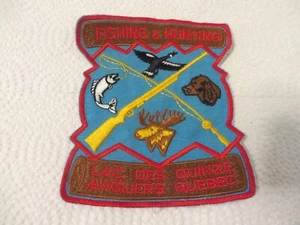 FISHING & HUNTING
LAC DES QUINZE
ANGLIERS QUEBEC